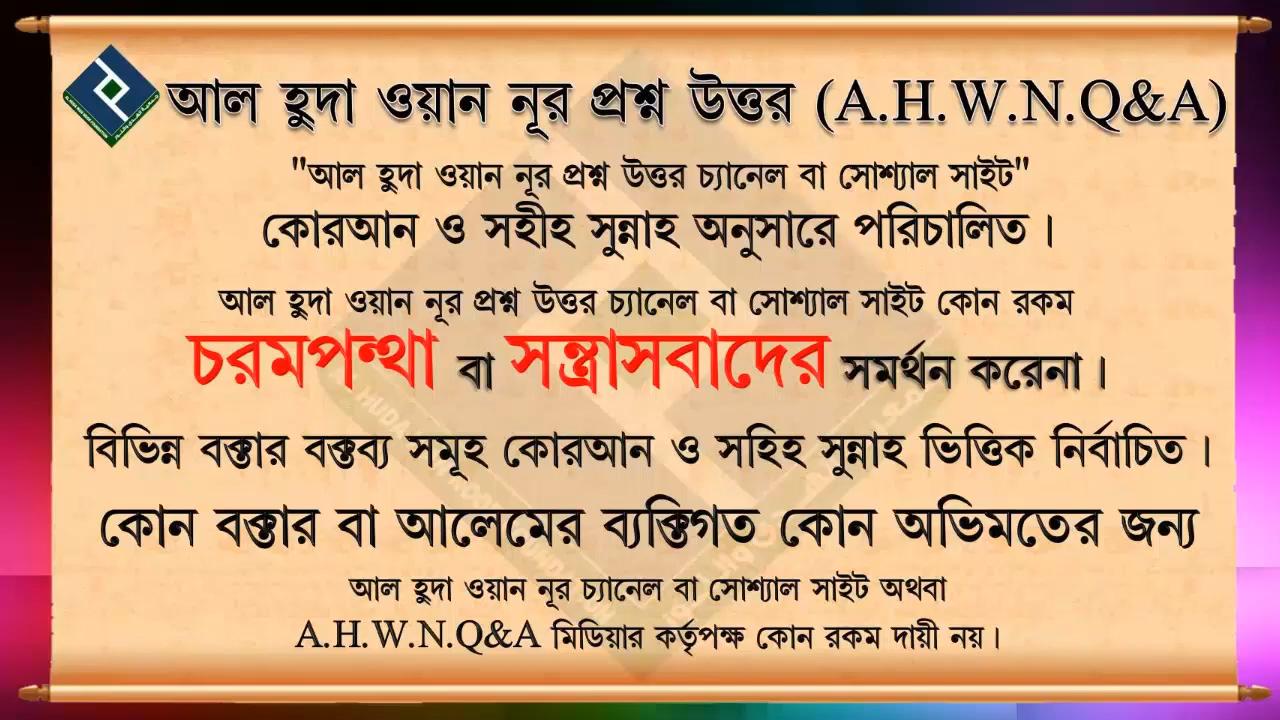 আল হুদা ওয়ান নূর প্রশ্ন উত্তর (A.H.W.N.Q&A)
"আল হুদা ওয়ান নূর প্রশ্ন উত্তর চ্যানেল বা সোশ্যাল সাইট"
কোরআন ও সহীহ সুন্নাহ অনুসারে পরিচালিত।
আল হুদা ওয়ান নূর প্রশ্ন উত্তর চ্যানেল বা সোশ্যাল সাইট কোন রকম
চরমপন্থা বা সন্ত্রাসবাদের সমর্থন করেনা।
বিভিন্ন বক্তার বক্তব্য সমূহ কোরআন ও সহিহ সুন্নাহ ভিত্তিক নির্বাচিত।
কোন বক্তার বা আলেমের ব্যক্তিগত কোন অভিমতের জন্য
আল হুদা ওয়ান নূর চ্যানেল বা সোশ্যাল সাইট অথবা
A.H.W.N.Q&A মিডিয়ার কর্তৃপক্ষ কোন রকম দায়ী নয়।